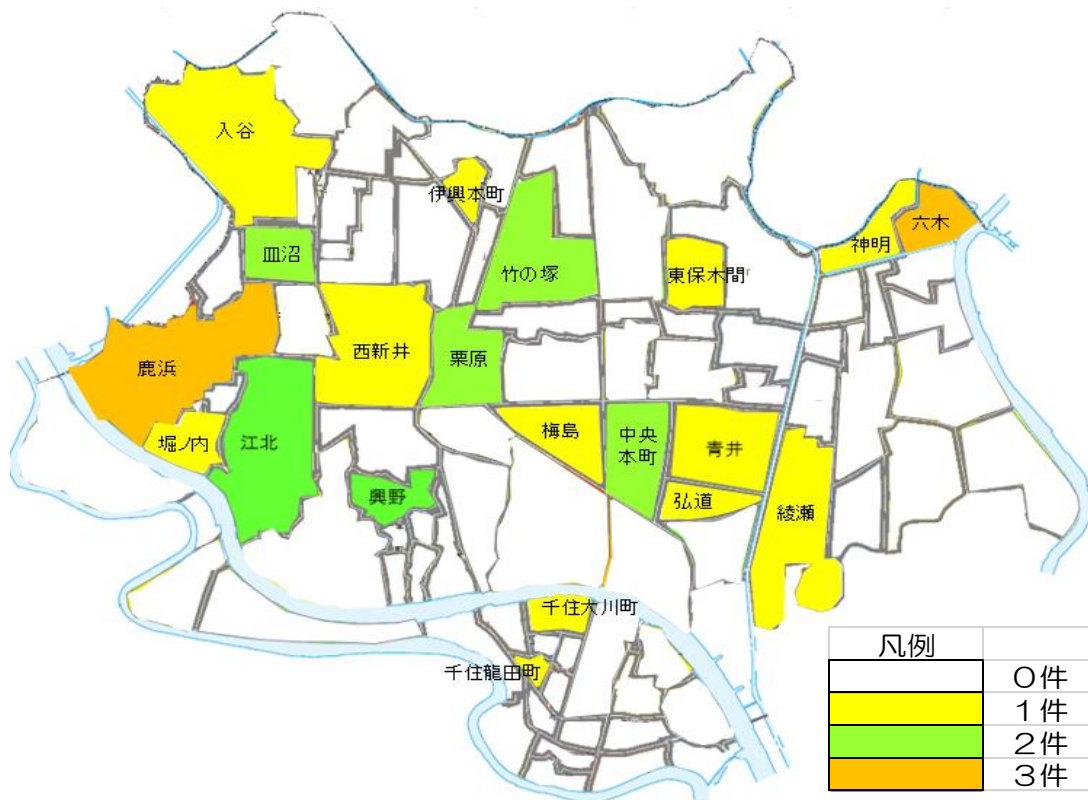 入谷
伊興本町
六木
神明
皿沼
竹の塚
東保木間
鹿浜
西新井
栗原
堀ノ内
江北
梅島
中央
本町
青井
興野
弘道
綾瀬
千住大川町
千住龍田町
凡例
0件
1件
2件
3件